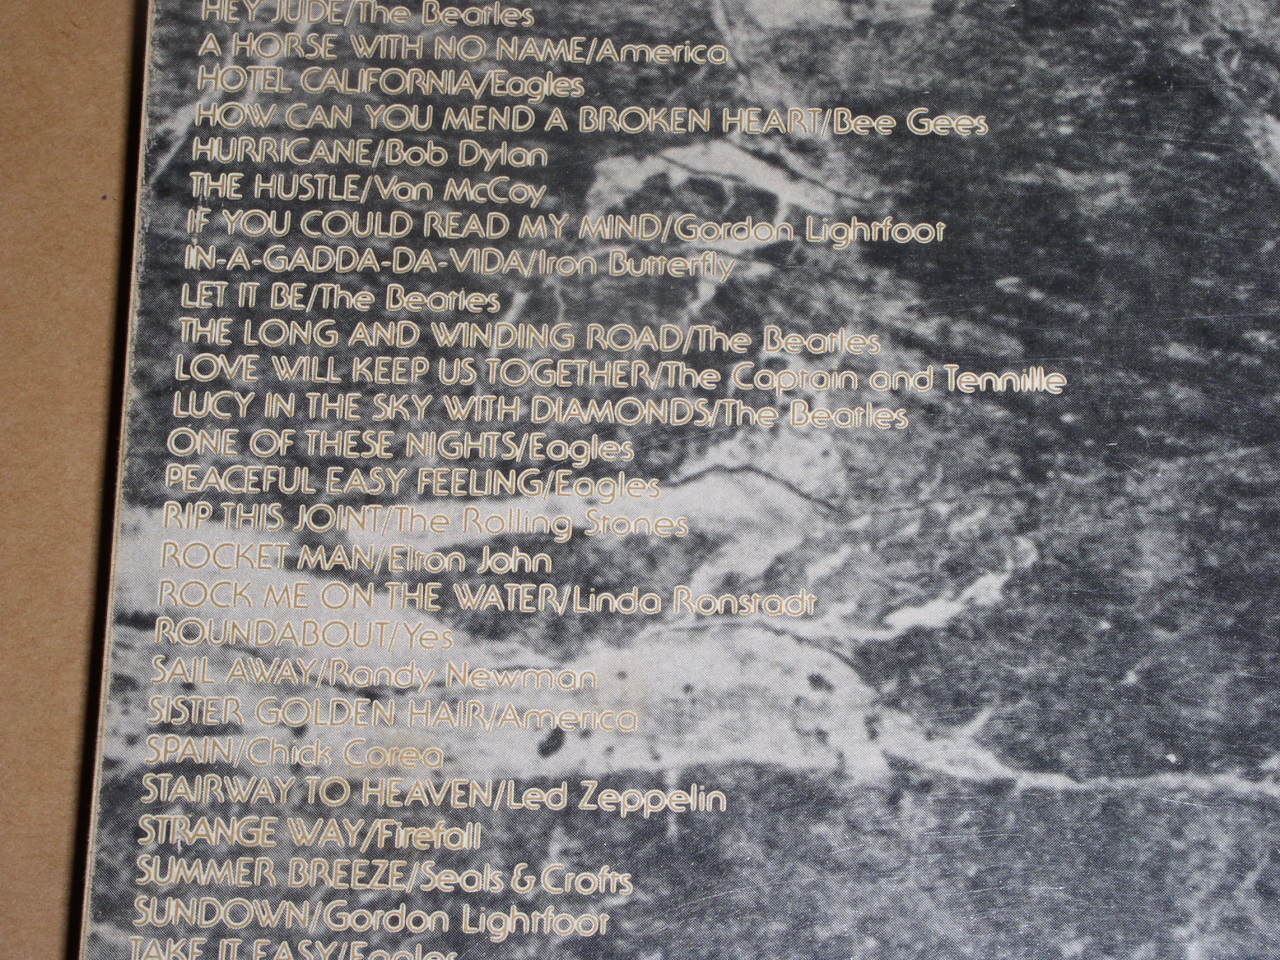 HEY JUDE/The Beatles
A HORSE WITH NO NAME/America
HOTEL CALIFORNIA/Eagles
HOW CAN YOU MEND A BROKEN HEART/Bee Gees
HURRICANE/Bob Dylan
THE HUSTLE/Van McCoy
IF YOU COULD READ MY MIND/Gordon Lightfoot
IN-A-GADDA-DA-VIDA/Iron Butterfly
LET IT BE/The Beatles
THE LONG AND WINDING ROAD/The Beatles
LOVE WILL KEEP US TOGETHER/The Captain and Tennille
LUCY IN THE SKY WITH DIAMONDS/The Beatles
ONE OF THESE NIGHTS/Eagles
PEACEFUL EASY FEELING/Eagles
RIP THIS JOINT/The Rolling Stones
ROCKET MAN/Elton John
ROCK ME ON THE WATER/Linda Ronstadt
ROUNDABOUT/Yes
SAIL AWAY/Randy Newman
SISTER GOLDEN HAIR/America
SPAIN/Chick Corea
STAIRWAY TO HEAVEN/Led Zeppelin
STRANGE WAY/Firefall
SUMMER BREEZE/Seals & Crofts
SUNDOWN/Gordon Lightfoot
TAKE IT EASY/Eagles